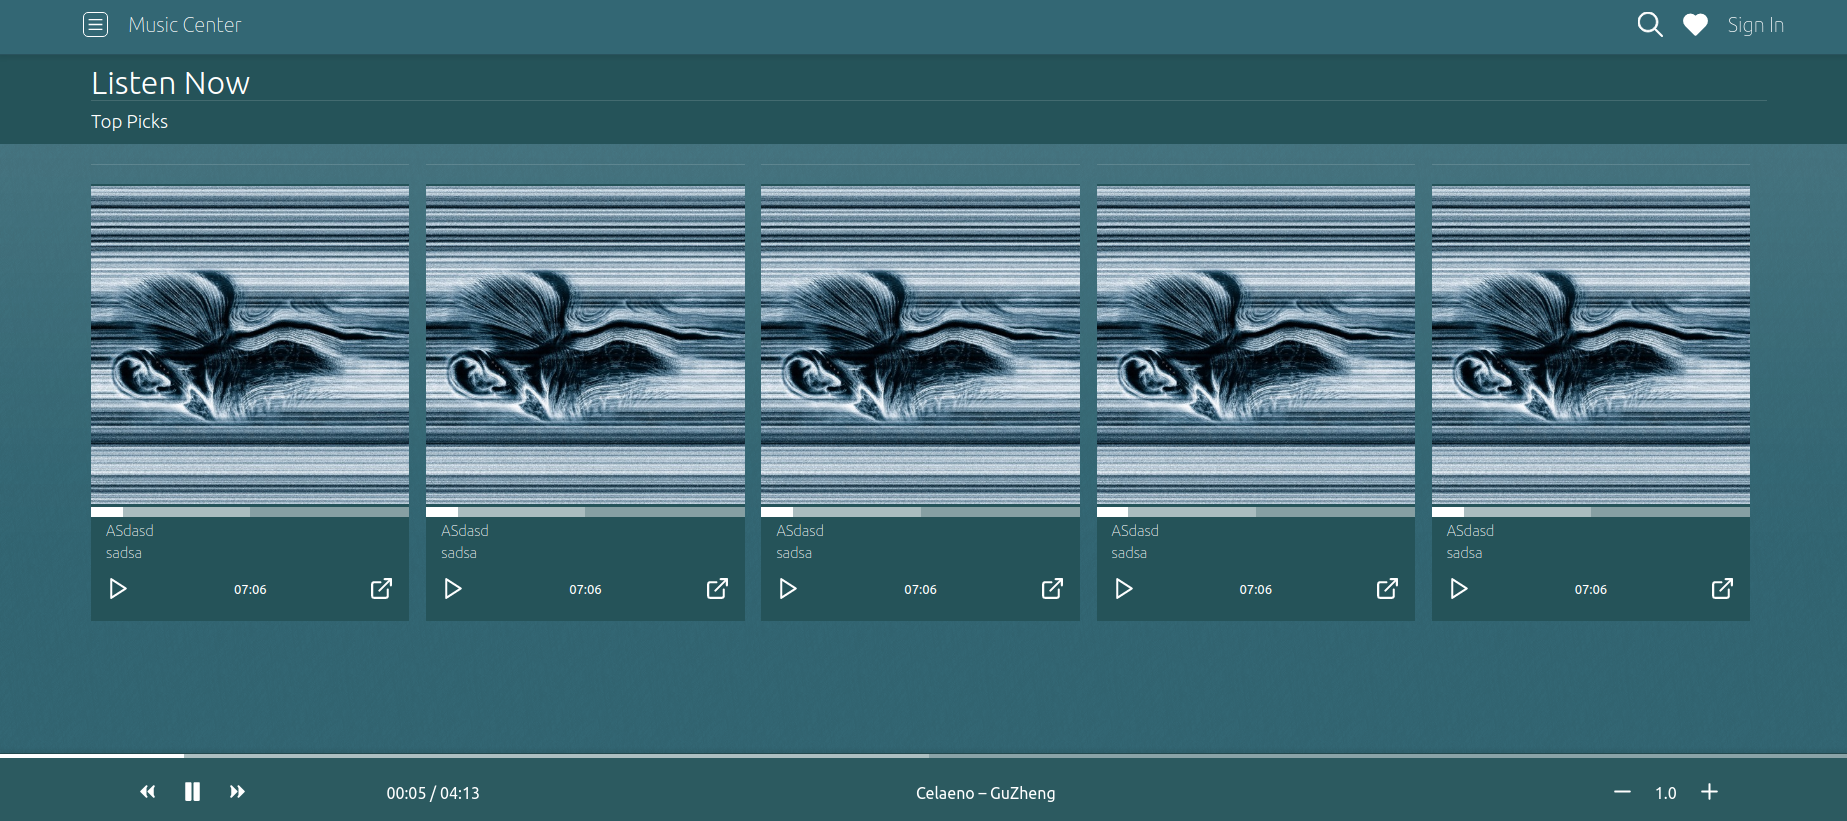 Music Center
Sign In
Listen Now
Top Picks
ASdasd
sadsa
07:06
ASdasd
sadsa
07:06
ASdasd
sadsa
07:06
ASdasd
sadsa
07:06
ASdasd
sadsa
07:06
00:05 / 04:13
Celaeno – GuZheng
1.0